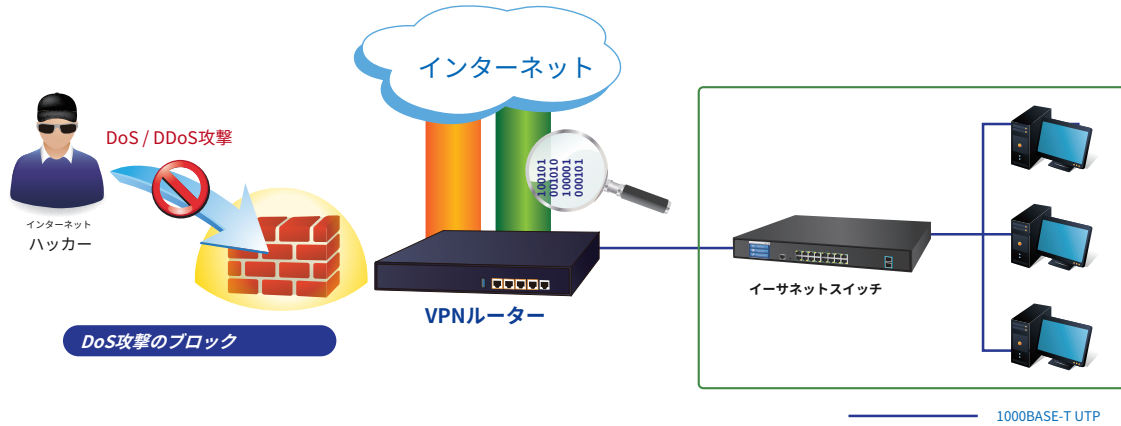 インターネット
DoS / DDoS攻撃
100101
001010
100001
000101
インターネット
ハッカー
イーサネットスイッチ
VPNルーター
DoS攻撃のブロック
1000BASE-T UTP